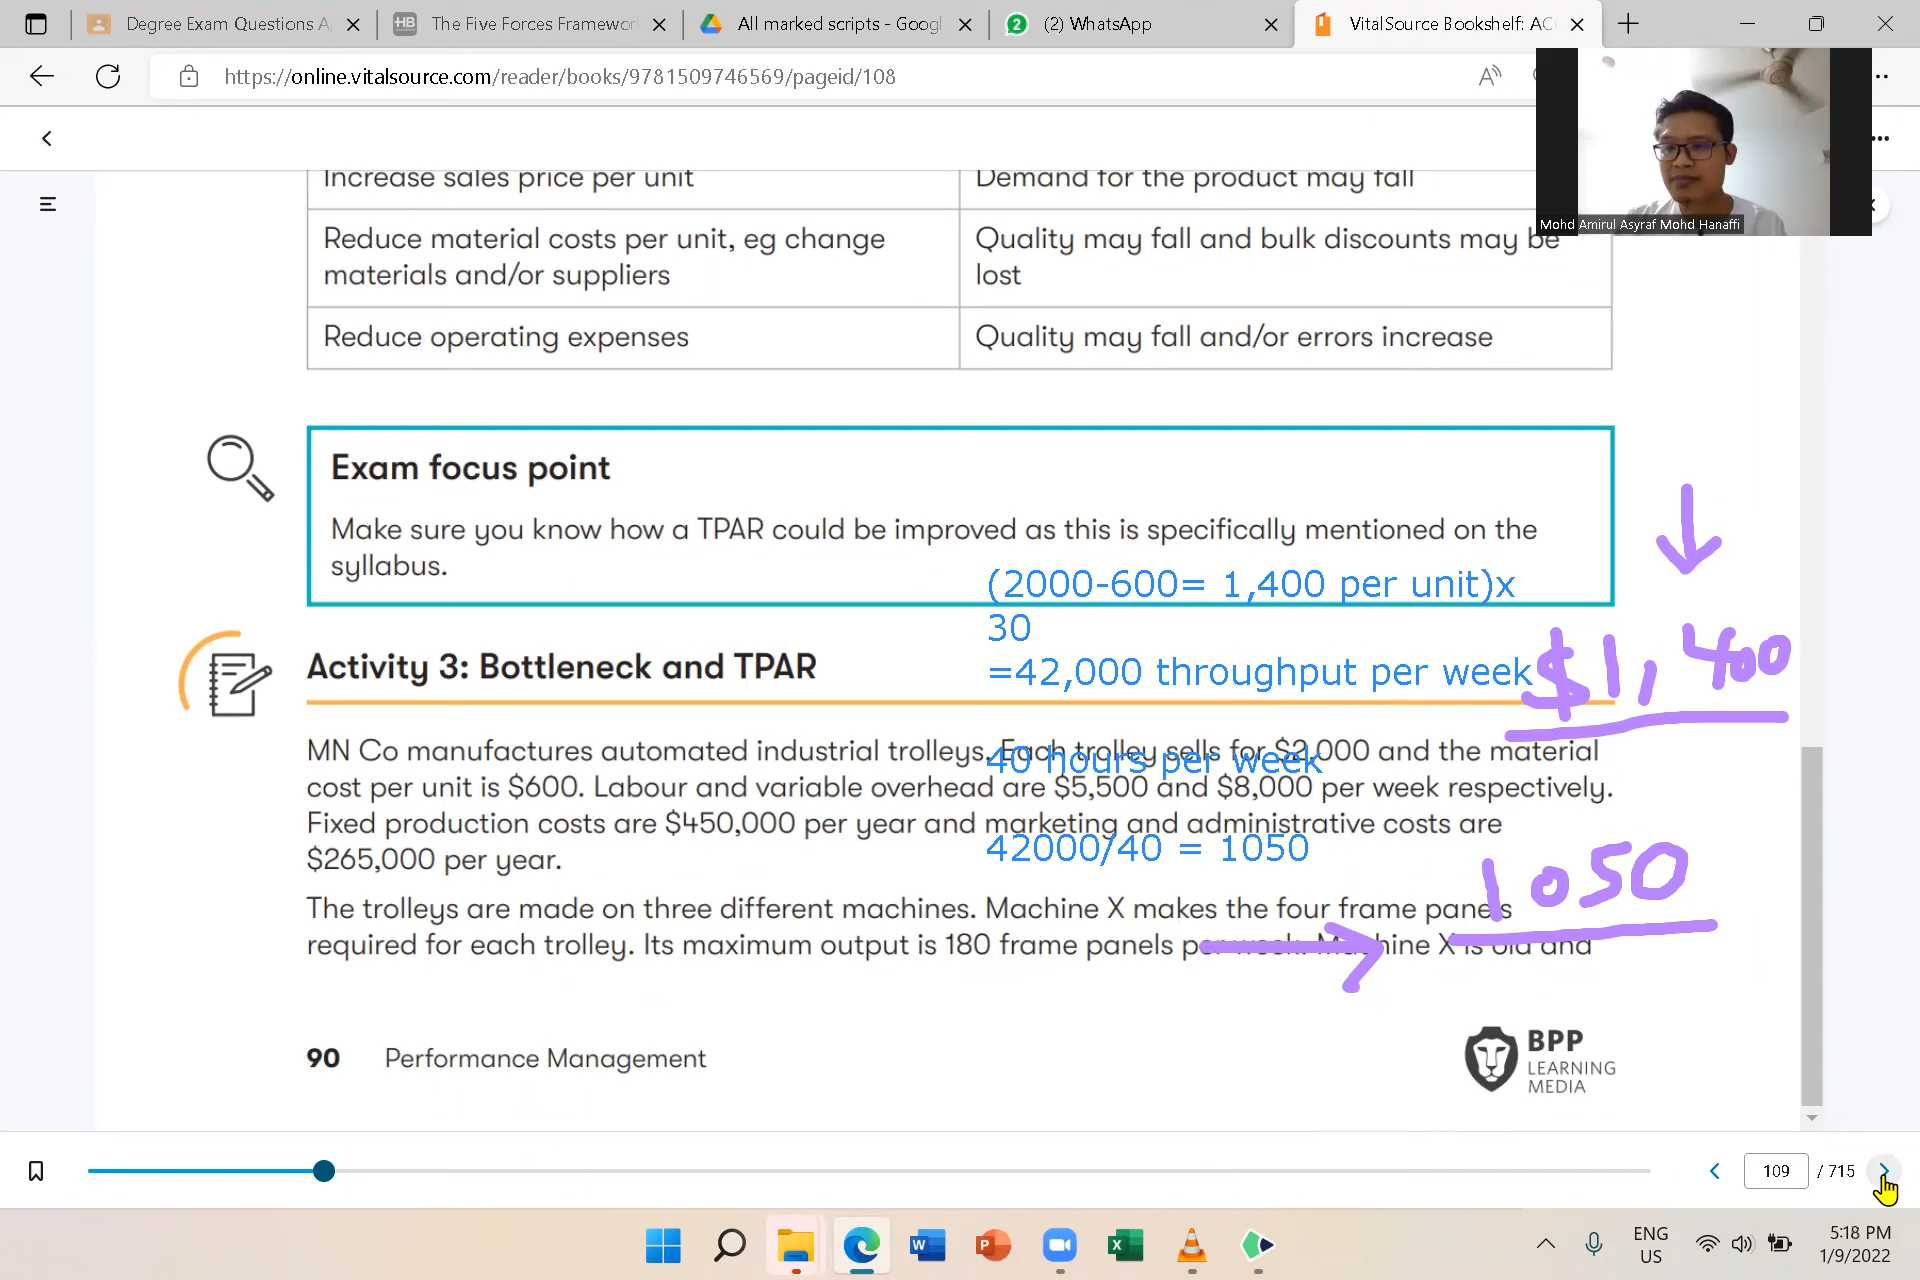 Degree Exam Questions A
HB
The Five Forces Framewor
All marked scripts - Googl
2
(2) WhatsApp
VitalSource Bookshelf: AC
https://online.vitalsource.com/reader/books/9781509746569/pageid/108
Mohd Amirul Asyraf Mohd Hanaffi
Increase sales price per unit
Demand for the product may fall
Reduce material costs per unit, eg change
materials and/or suppliers
Quality may fall and bulk discounts may be
lost
Reduce operating expenses
Quality may fall and/or errors increase
Exam focus point
Make sure you know how a TPAR could be improved as this is specifically mentioned on the
syllabus.
(2000-600= 1,400 per unit)x
30
=42,000 throughput per week
$1,400
Activity 3: Bottleneck and TPAR
MN Co manufactures automated industrial trolleys. Each trolley sells for $2,000 and the material
40 hours per week
cost per unit is $600. Labour and variable overhead are $5,500 and $8,000 per week respectively.
Fixed production costs are $450,000 per year and marketing and administrative costs are
42000/40 = 1050
$265,000 per year.
1050
The trolleys are made on three different machines. Machine X makes the four frame panels
required for each trolley. Its maximum output is 180 frame panels per week. Machine X is old and
90 Performance Management
BPP
LEARNING
MEDIA
109 / 715
W
P
X
ENG
US
5:18 PM
1/9/2022